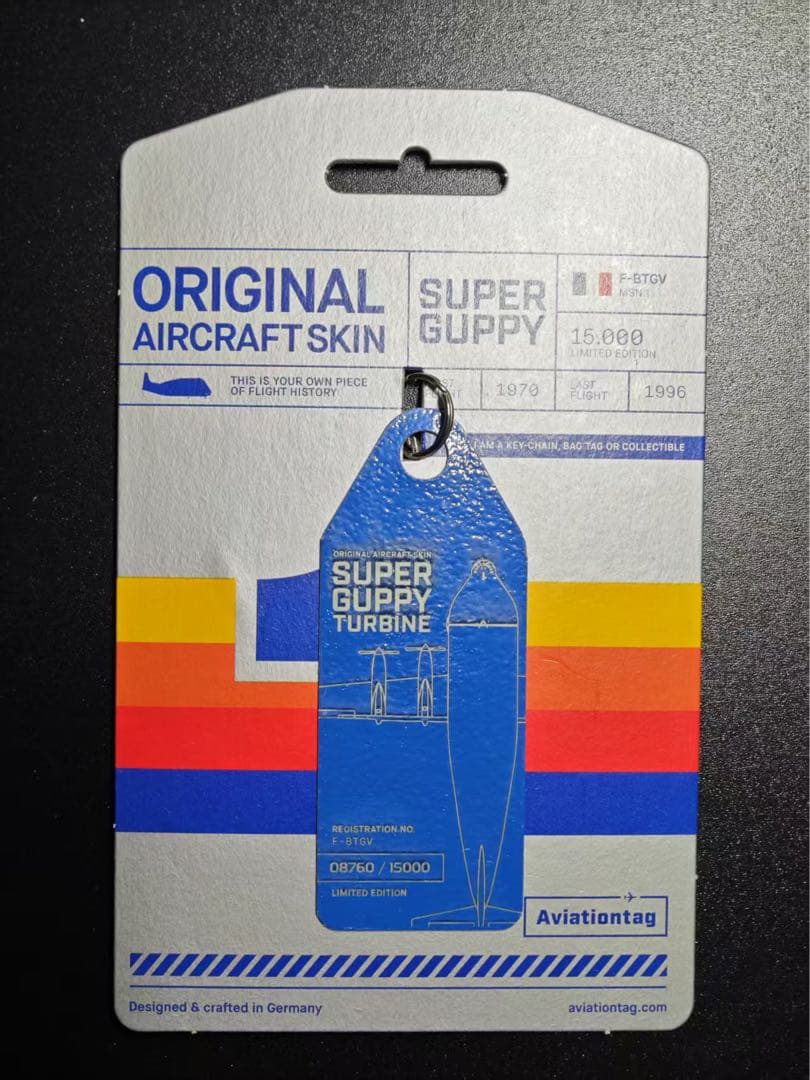 ORIGINAL
AIRCRAFT SKIN
SUPER
GUPPY
F-BTGV
MSN 1
15.000
LIMITED EDITION
THIS IS YOUR OWN PIECE
OF FLIGHT HISTORY
1970
LAST
FLIGHT
1996
I AM A KEY-CHAIN, BAG TAG OR COLLECTIBLE
ORIGINAL AIRCRAFT SKIN
SUPER
GUPPY
TURBINE
REGISTRATION NO.
F-BTGV
08760 / 15000
LIMITED EDITION
Aviationtag
Designed & crafted in Germany
aviationtag.com